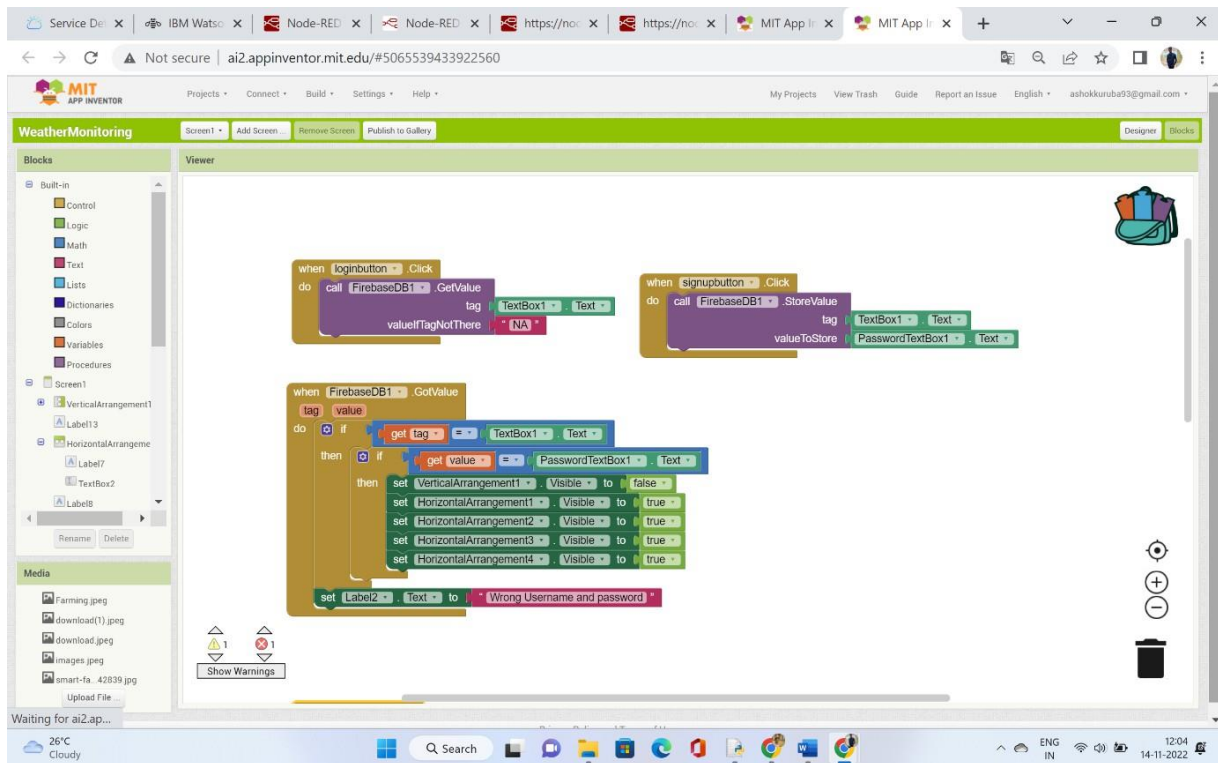 Service De
IBM Watso
Node-RED
Node-RED
https://noc
https://noc
MIT App In
MIT App In
Not secure | ai2.appinventor.mit.edu/#5065539433922560
MIT
APP INVENTOR
Projects Connect Build Settings Help
My Projects View Trash Guide Report an Issue English ashokkuruba93@gmail.com
WeatherMonitoring
Screen1 Add Screen ... Remove Screen Publish to Gallery
Designer Blocks
Blocks
Viewer
Built-in
Control
Logic
Math
Text
Lists
Dictionaries
Colors
Variables
Procedures
Screen1
VerticalArrangement1
Label13
HorizontalArrangeme
Label7
TextBox2
Label8
Rename Delete
Media
Farming.jpeg
download(1).jpeg
download.jpeg
images.jpeg
smart-fa...42839.jpg
Upload File ...
when loginbutton .Click
do call FirebaseDB1 .GetValue
tag TextBox1 . Text
valueIfTagNotThere " NA "
when signupbutton .Click
do call FirebaseDB1 .StoreValue
tag TextBox1 . Text
valueToStore PasswordTextBox1 . Text
when FirebaseDB1 .GotValue
tag value
do if get tag = TextBox1 . Text
then if get value = PasswordTextBox1 . Text
then set VerticalArrangement1 . Visible to false
set HorizontalArrangement1 . Visible to true
set HorizontalArrangement2 . Visible to true
set HorizontalArrangement3 . Visible to true
set HorizontalArrangement4 . Visible to true
set Label2 . Text to " Wrong Username and password "
1 1
Show Warnings
Waiting for ai2.ap...
26°C
Cloudy
Search
ENG
IN
12:04
14-11-2022